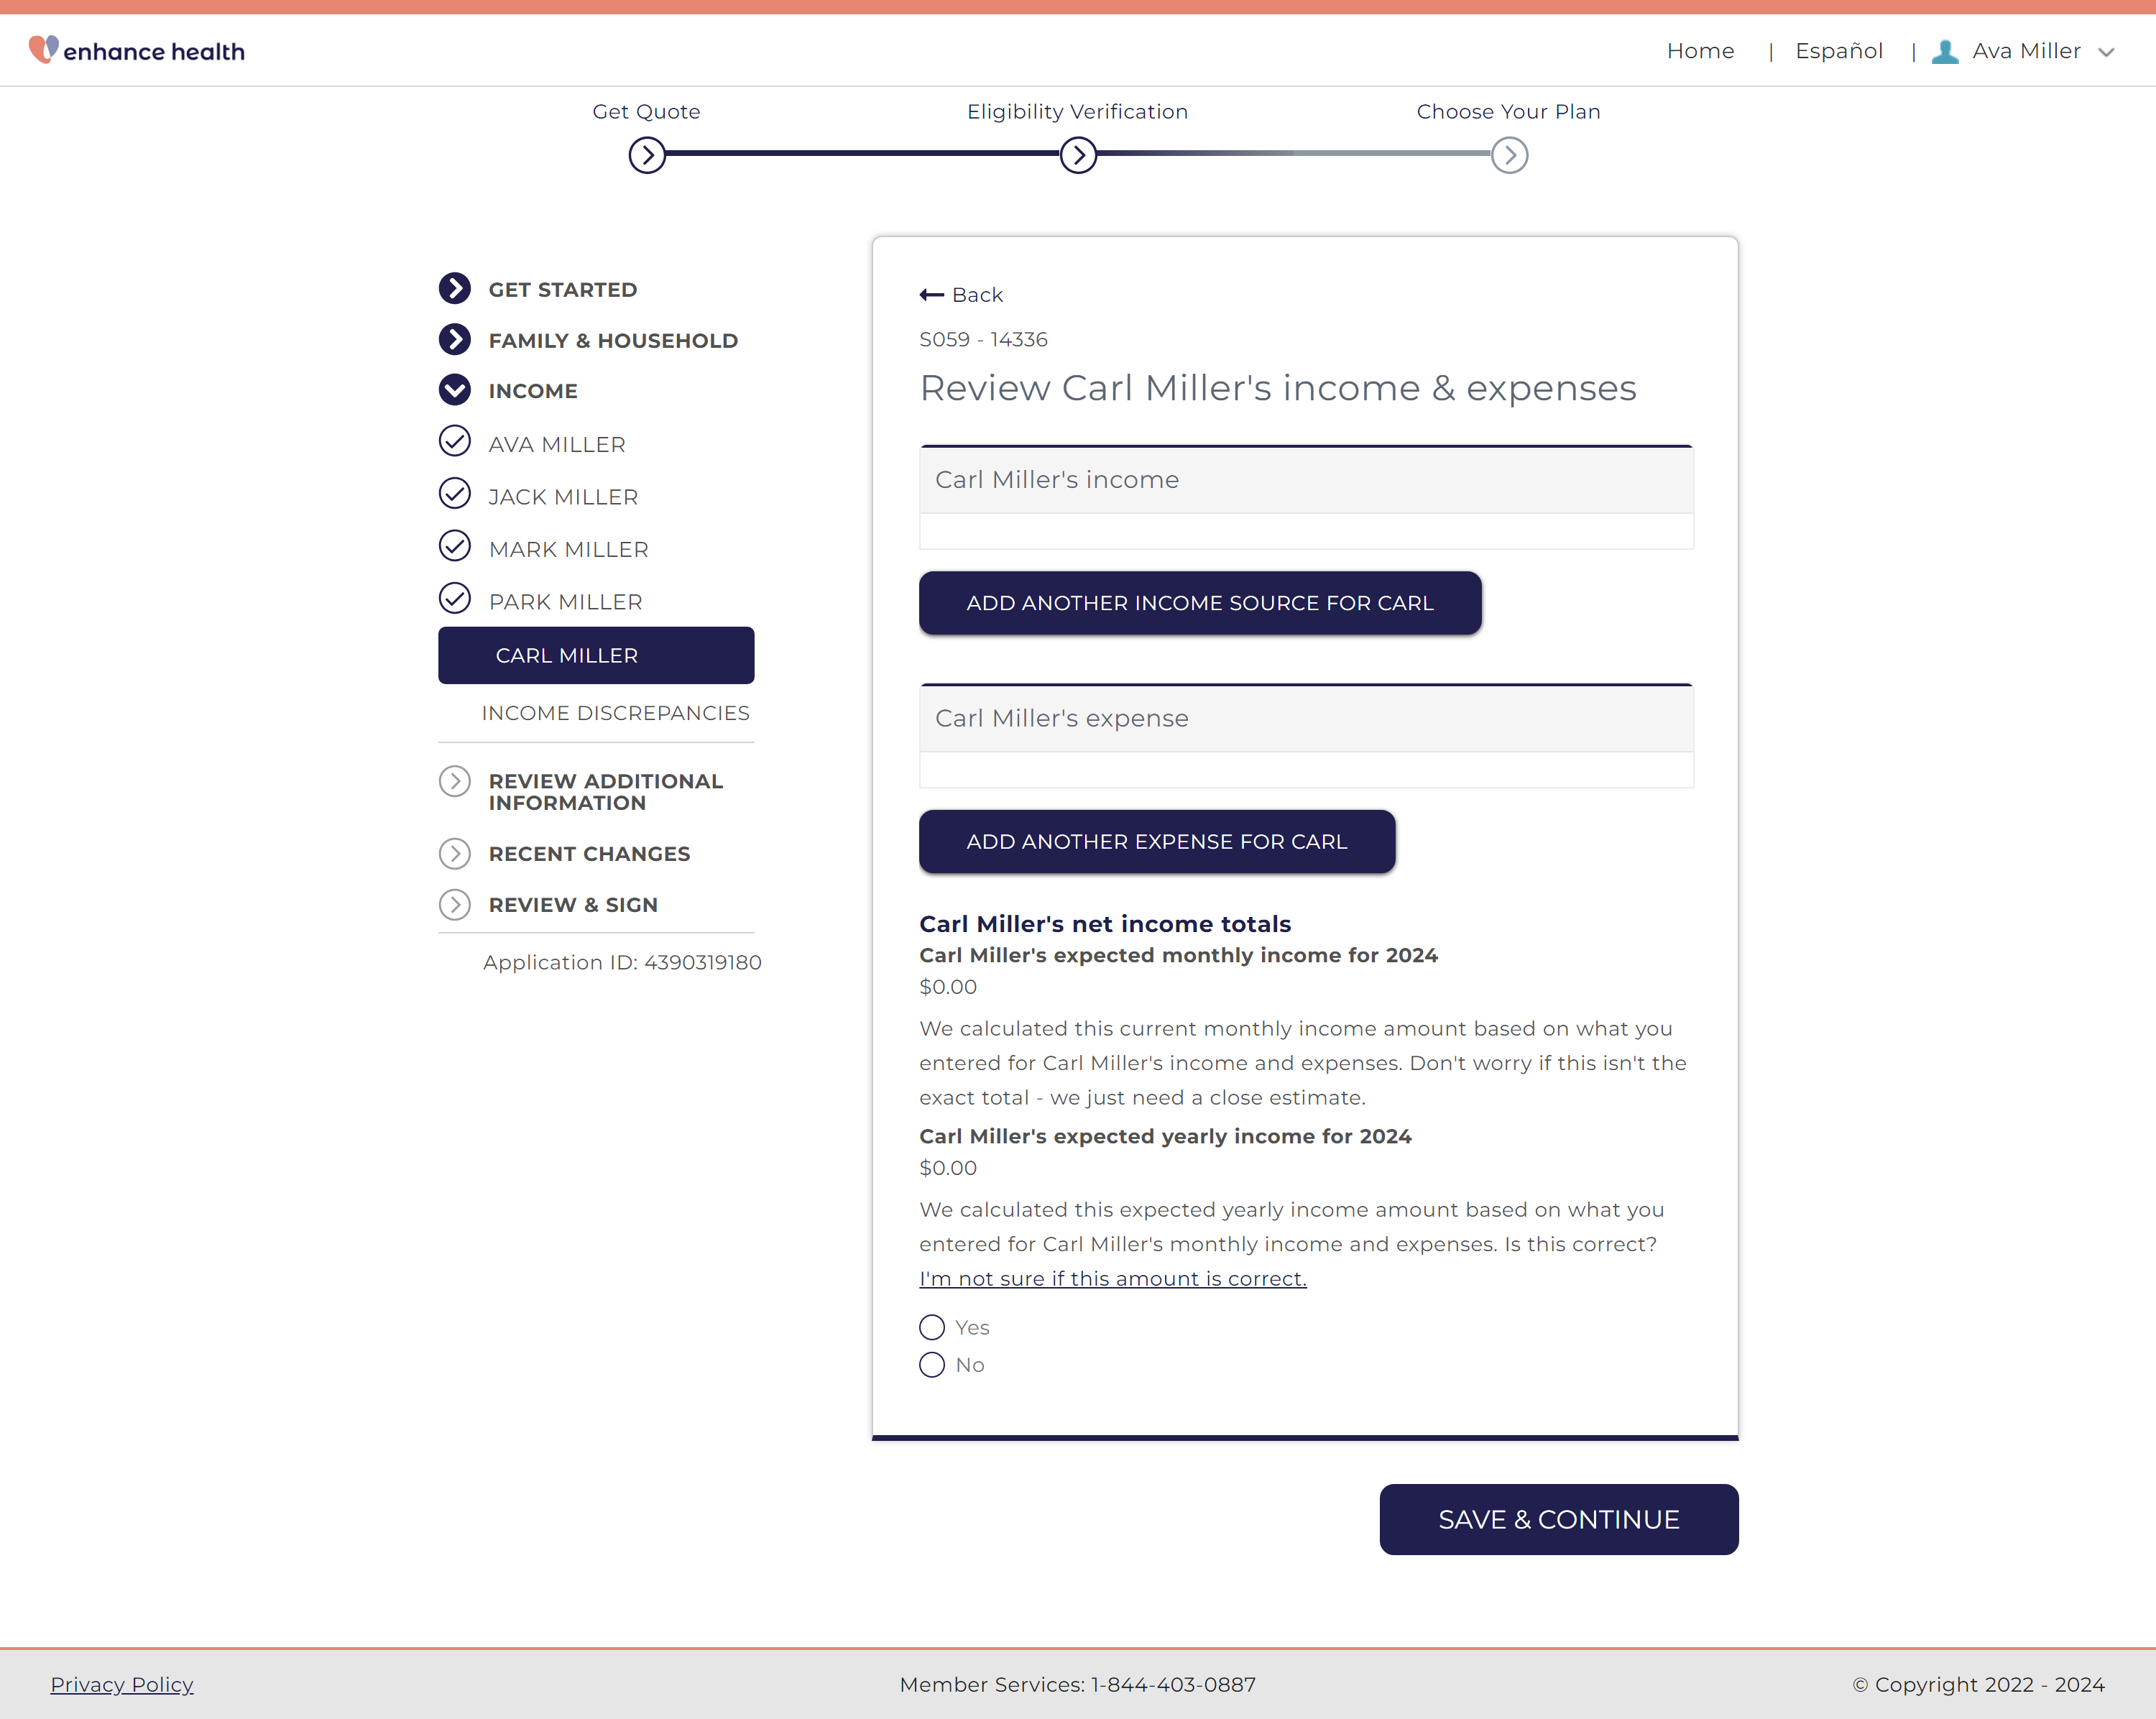 enhance health
Home | Español | Ava Miller
Get Quote
Eligibility Verification
Choose Your Plan
GET STARTED
FAMILY & HOUSEHOLD
INCOME
AVA MILLER
JACK MILLER
MARK MILLER
PARK MILLER
CARL MILLER
INCOME DISCREPANCIES
REVIEW ADDITIONAL
INFORMATION
RECENT CHANGES
REVIEW & SIGN
Application ID: 4390319180
Back
S059 - 14336
Review Carl Miller's income & expenses
Carl Miller's income
ADD ANOTHER INCOME SOURCE FOR CARL
Carl Miller's expense
ADD ANOTHER EXPENSE FOR CARL
Carl Miller's net income totals
Carl Miller's expected monthly income for 2024
$0.00
We calculated this current monthly income amount based on what you
entered for Carl Miller's income and expenses. Don't worry if this isn't the
exact total - we just need a close estimate.
Carl Miller's expected yearly income for 2024
$0.00
We calculated this expected yearly income amount based on what you
entered for Carl Miller's monthly income and expenses. Is this correct?
I'm not sure if this amount is correct.
Yes
No
SAVE & CONTINUE
Privacy Policy
Member Services: 1-844-403-0887
© Copyright 2022 - 2024